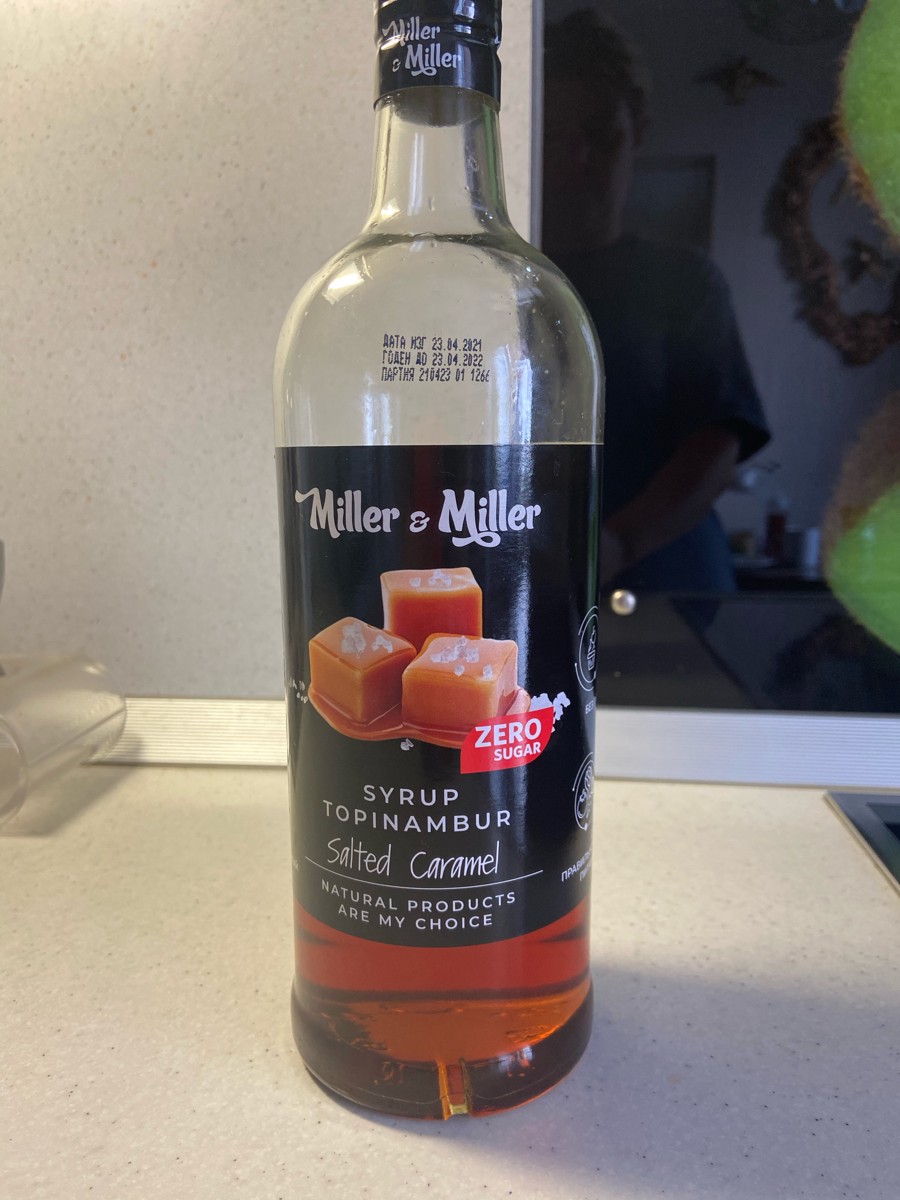 Miller
& Miller
ДАТА ИЗГ 23.04.2021
ГОДЕН ДО 23.04.2022
ПАРТИЯ 210423 01 1266
Miller & Miller
ZERO
SUGAR
SYRUP
TOPINAMBUR
Salted Caramel
NATURAL PRODUCTS
ARE MY CHOICE